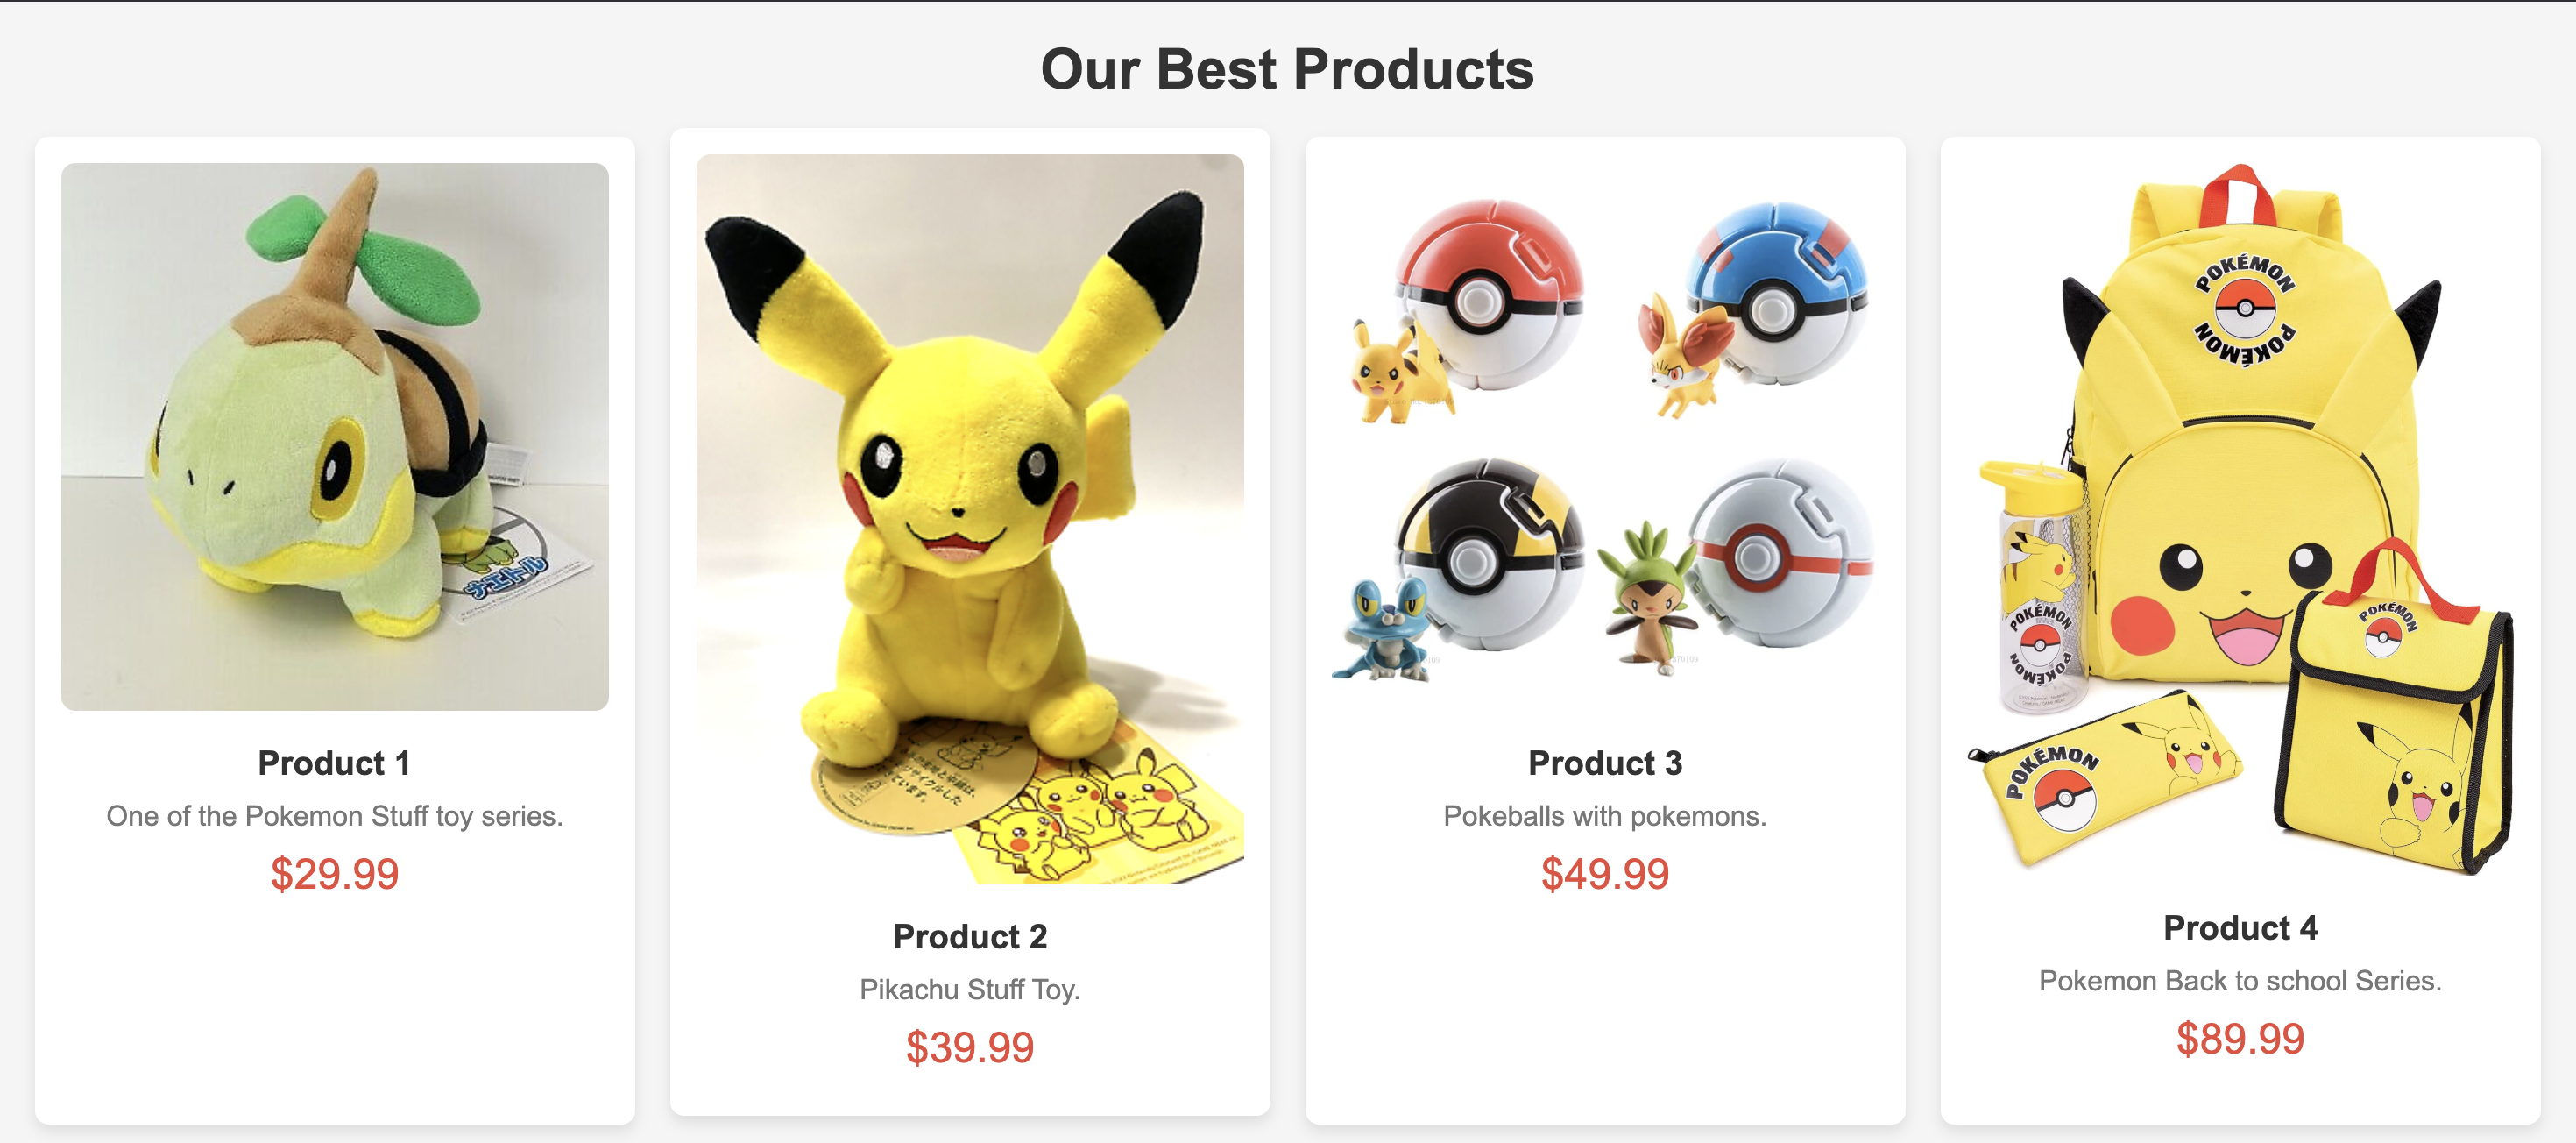 Our Best Products
ナエトル
Product 1
One of the Pokemon Stuff toy series.
$29.99
Product 2
Pikachu Stuff Toy.
$39.99
Product 3
Pokeballs with pokemons.
$49.99
POKÉMON
POKÉMON
POKÉMON
POKÉMON
POKÉMON
POKÉMON
Product 4
Pokemon Back to school Series.
$89.99